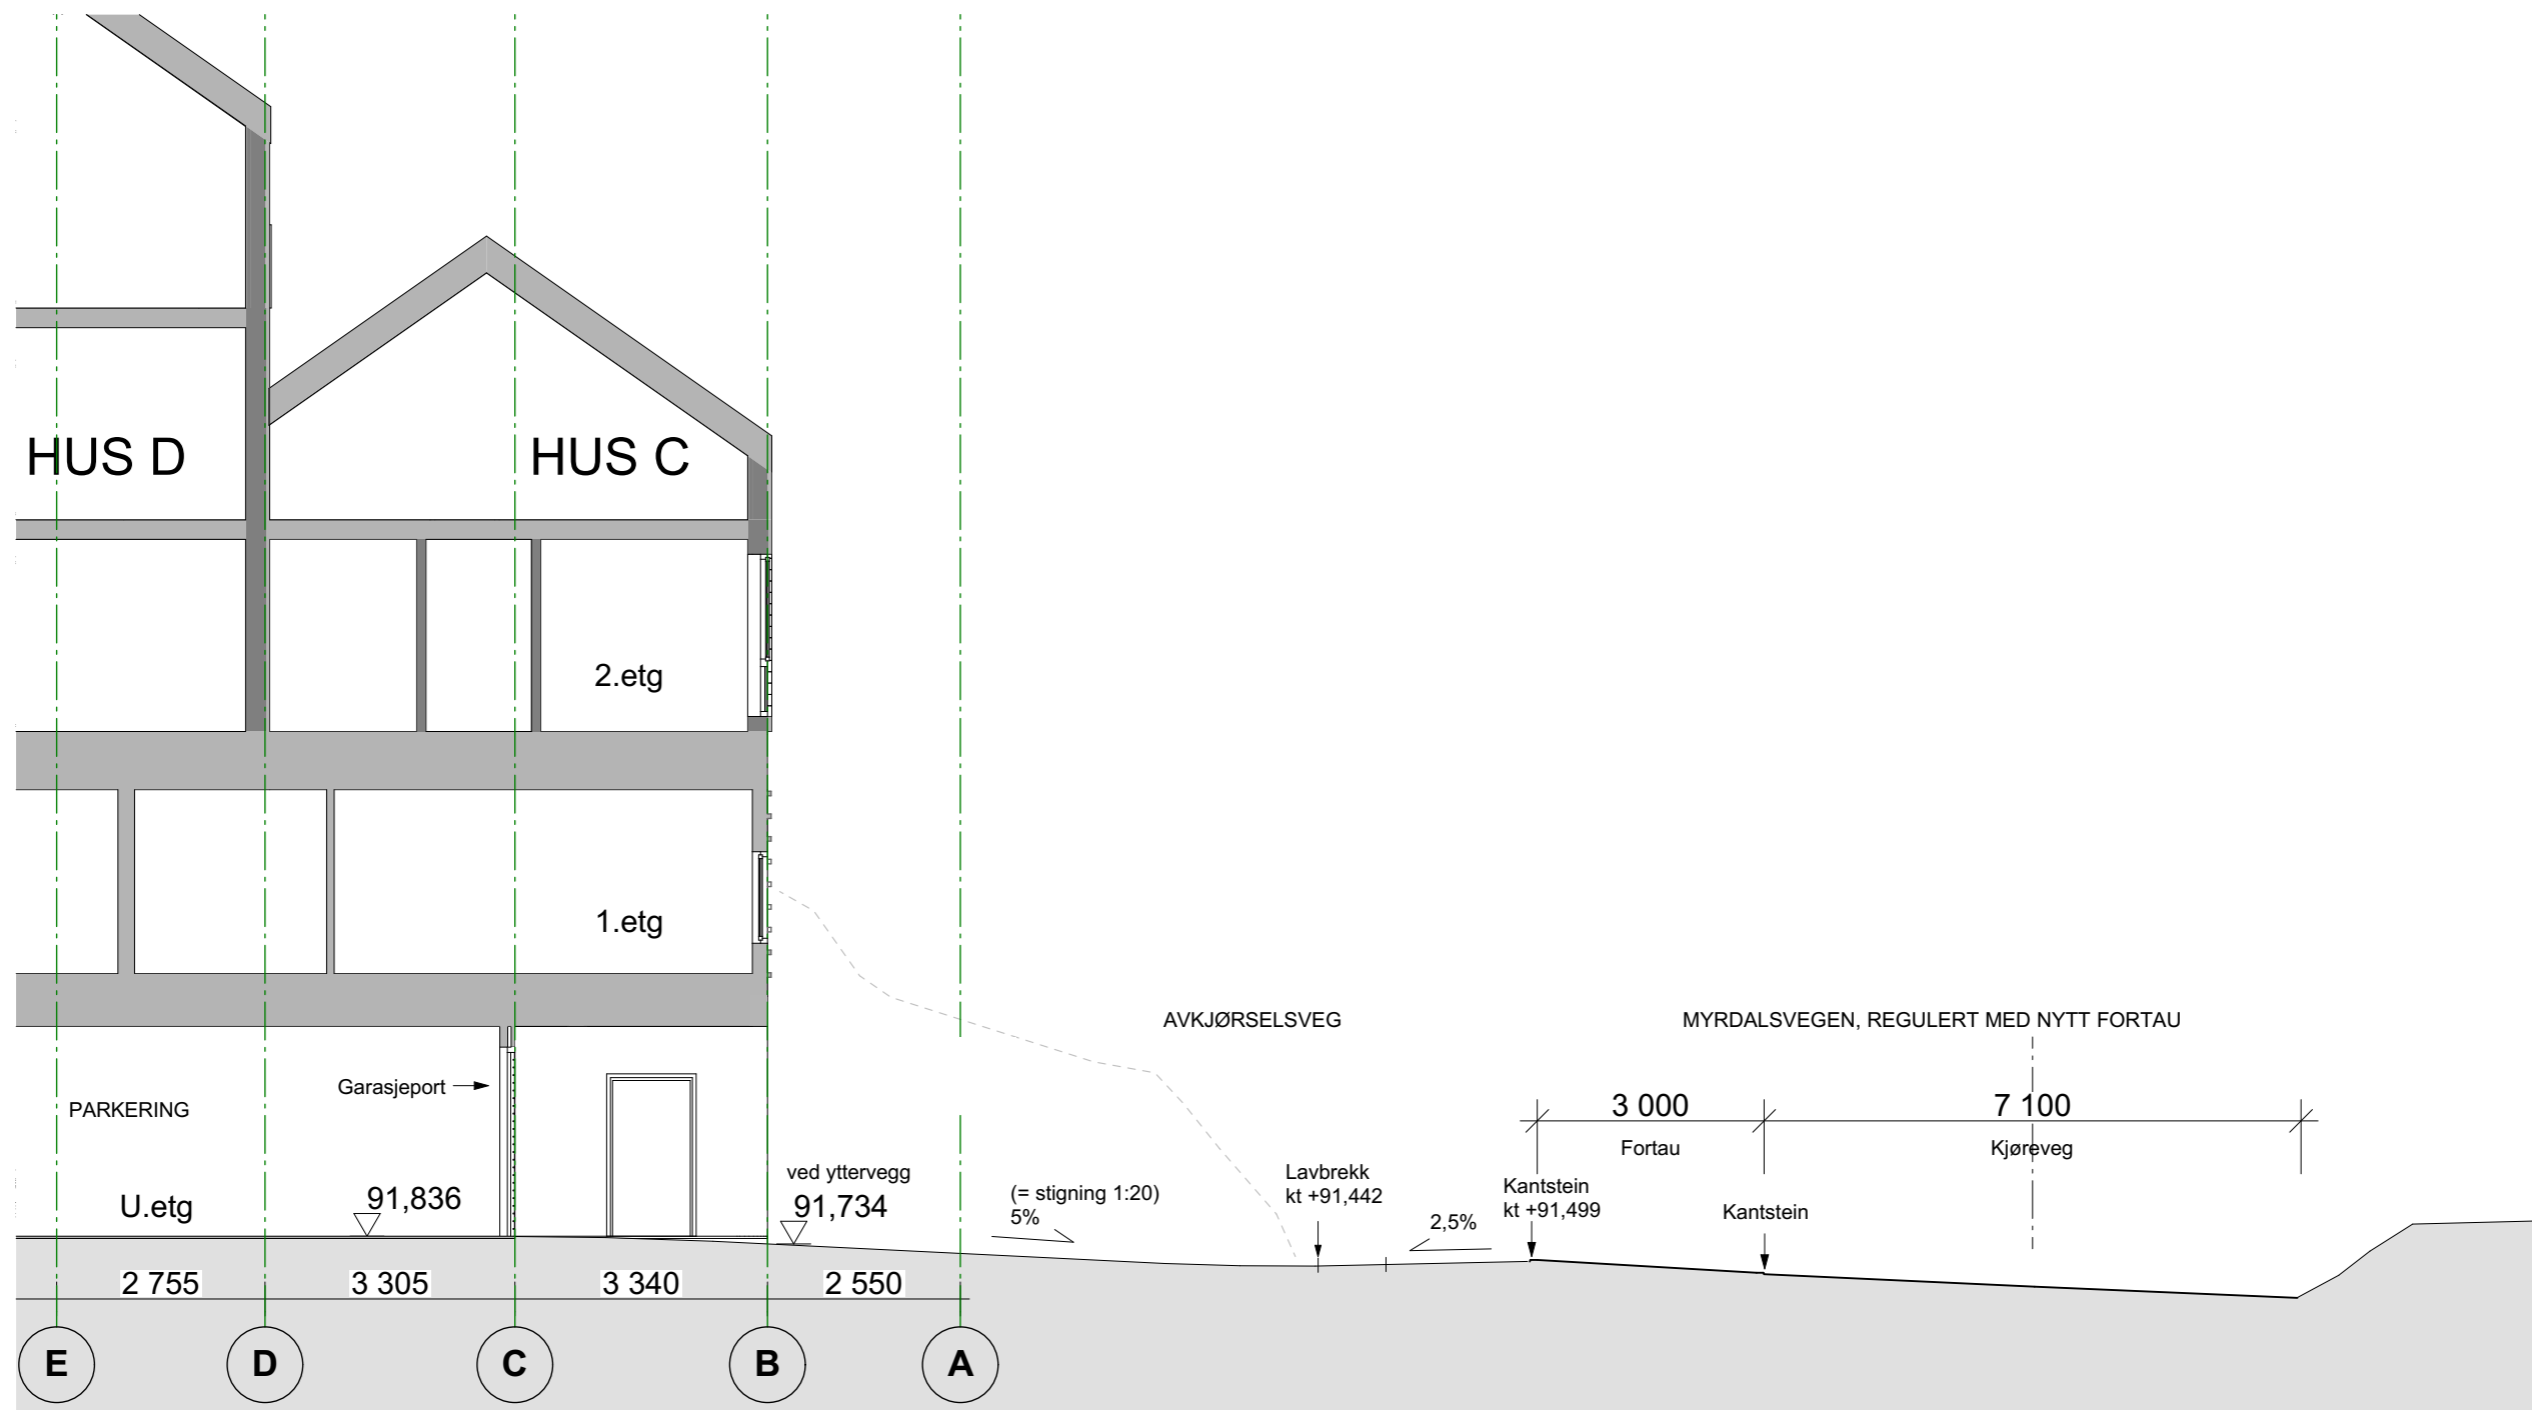 HUS D
HUS C
2.etg
1.etg
AVKJØRSELSVEG
MYRDALSVEGEN, REGULERT MED NYTT FORTAU
Garasjeport
PARKERING
3 000
7 100
Fortau
Kjøreveg
U.etg
91,836
ved yttervegg
91,734
(= stigning 1:20)
5%
Lavbrekk
kt +91,442
2,5%
Kantstein
kt +91,499
Kantstein
2 755
3 305
3 340
2 550
E
D
C
B
A